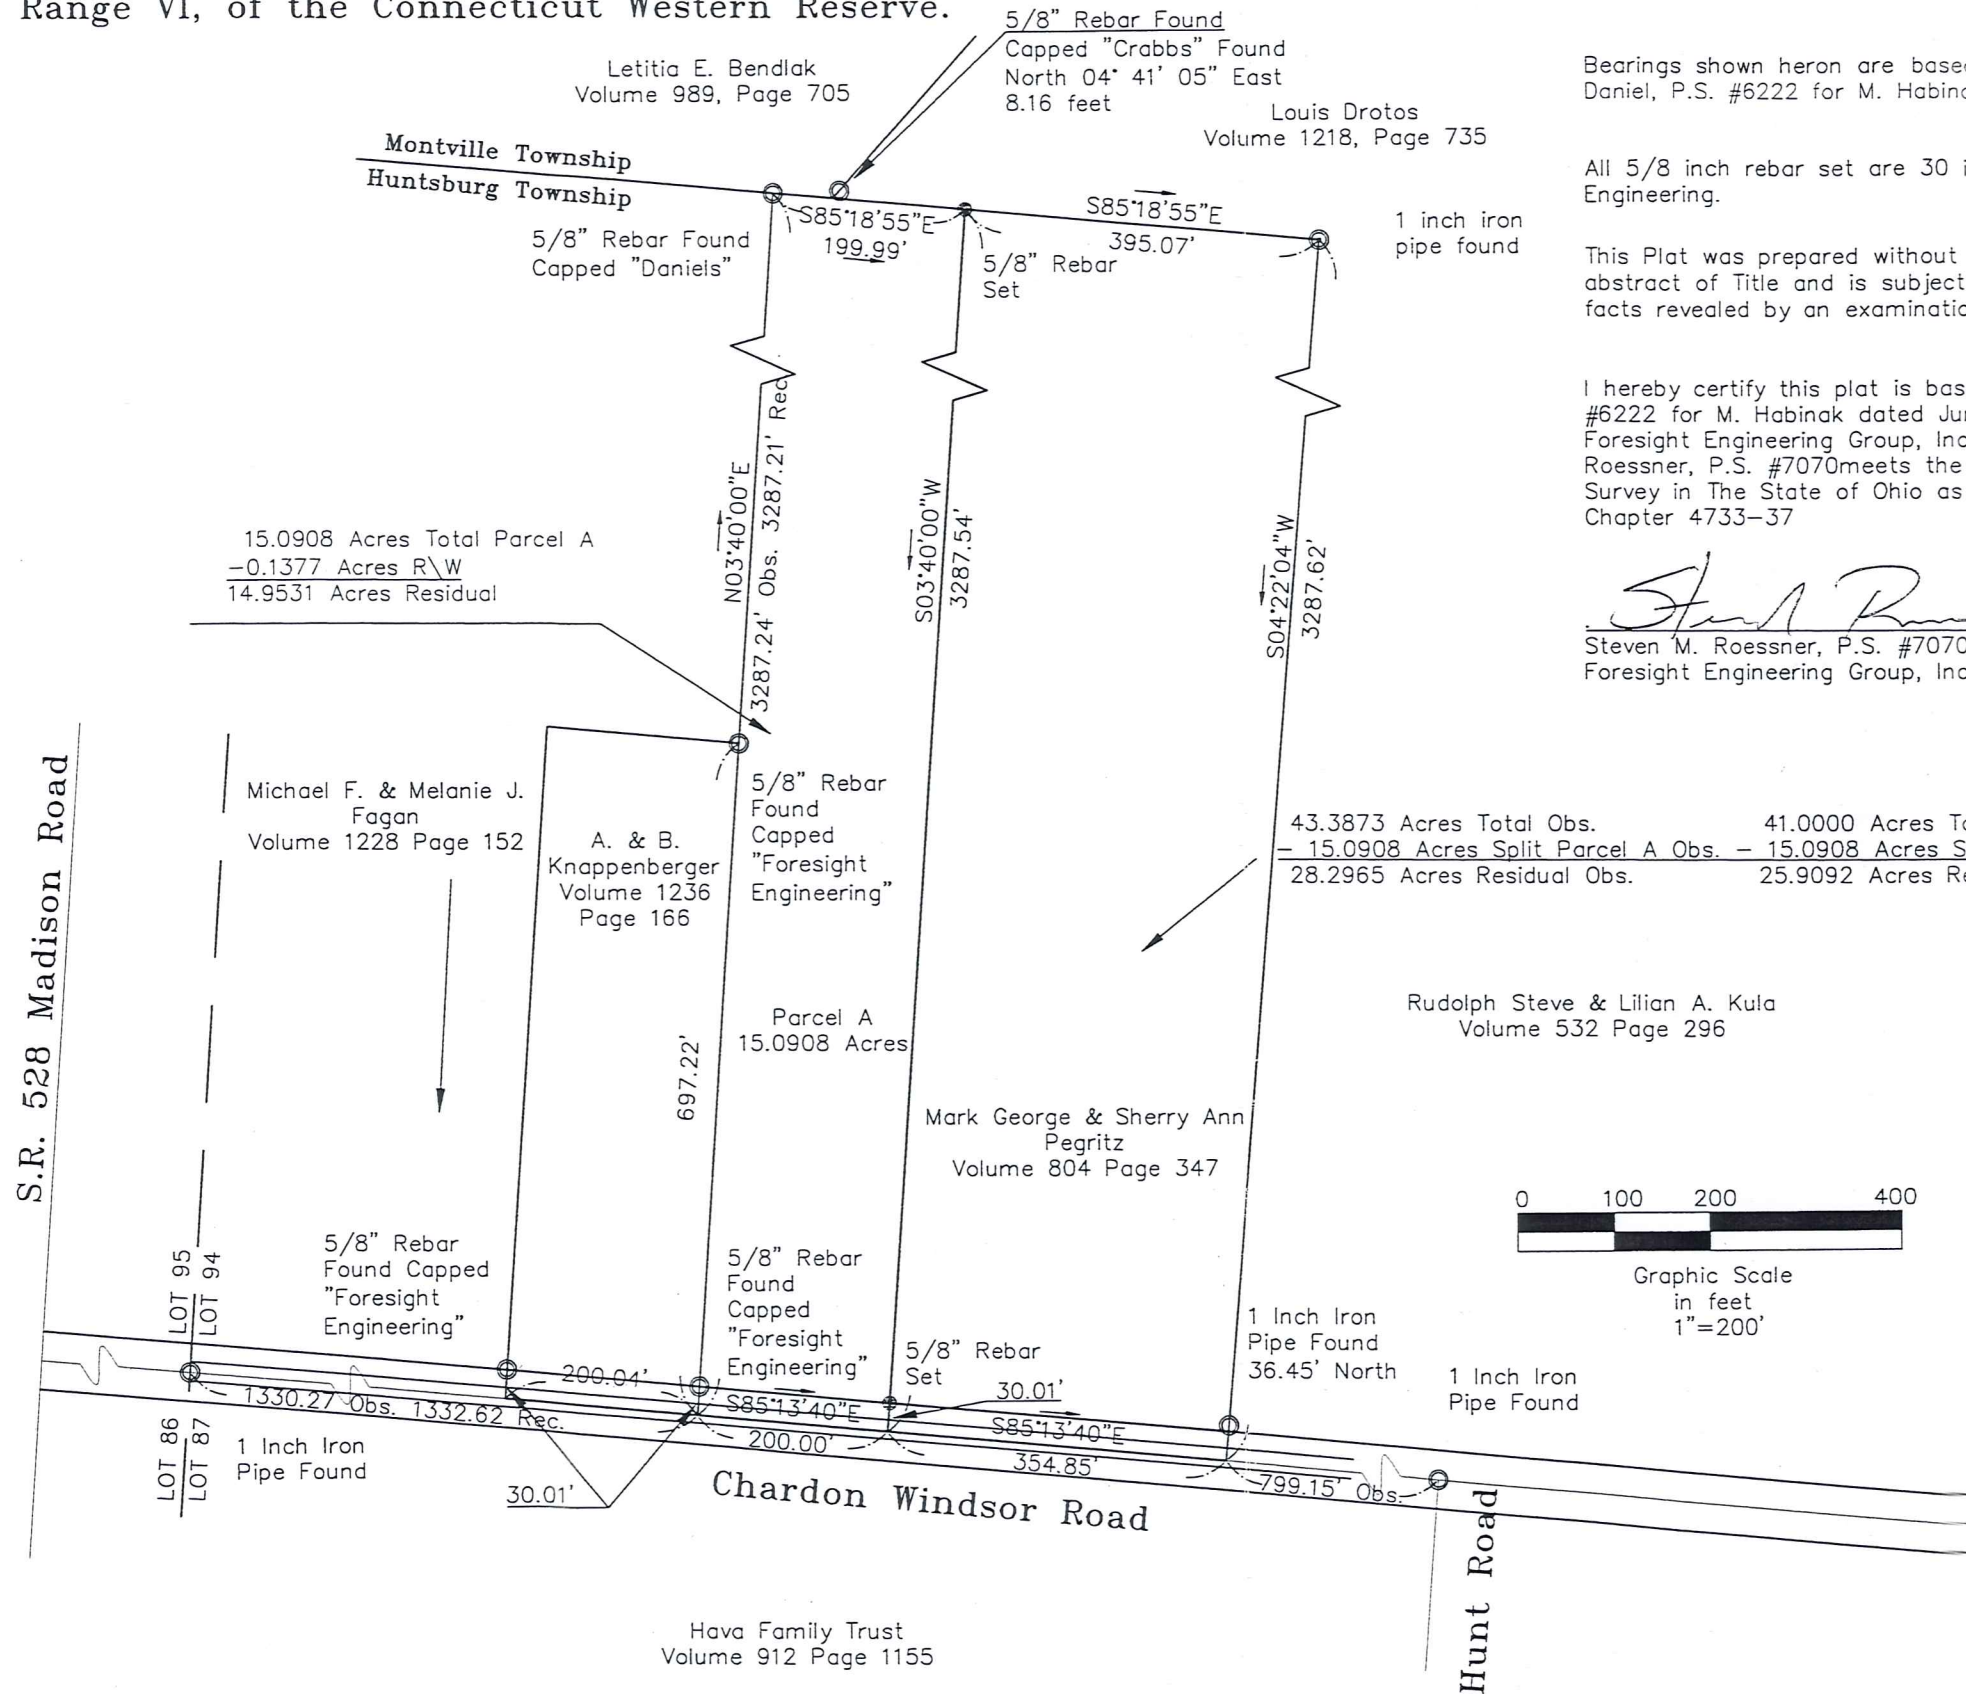 Range VI, of the Connecticut Western Reserve.
5/8" Rebar Found
Capped "Crabbs" Found
North 04° 41' 05" East
8.16 feet
Letitia E. Bendlak
Volume 989, Page 705
Louis Drotos
Volume 1218, Page 735
Montville Township
Huntsburg Township
S85°18'55"E
199.99'
S85°18'55"E
395.07'
1 inch iron
pipe found
5/8" Rebar Found
Capped "Daniels"
5/8" Rebar
Set
N03°40'00"E
3287.24' Obs. 3287.21' Rec.
S03°40'00"W
3287.54'
S04°22'04"W
3287.62'
15.0908 Acres Total Parcel A
-0.1377 Acres R\W
14.9531 Acres Residual
Bearings shown heron are base
Daniel, P.S. #6222 for M. Habin
All 5/8 inch rebar set are 30 i
Engineering.
This Plat was prepared without
abstract of Title and is subject
facts revealed by an examinatio
I hereby certify this plat is bas
#6222 for M. Habinak dated Ju
Foresight Engineering Group, Inc
Roessner, P.S. #7070meets the
Survey in The State of Ohio as
Chapter 4733-37
Steven M. Roessner, P.S. #7070
Foresight Engineering Group, Inc
S.R. 528 Madison Road
Michael F. & Melanie J.
Fagan
Volume 1228 Page 152
A. & B.
Knappenberger
Volume 1236
Page 166
5/8" Rebar
Found
Capped
"Foresight
Engineering"
43.3873 Acres Total Obs.
- 15.0908 Acres Split Parcel A Obs.
28.2965 Acres Residual Obs.
41.0000 Acres To
- 15.0908 Acres S
25.9092 Acres Re
Parcel A
15.0908 Acres
697.22'
Rudolph Steve & Lilian A. Kula
Volume 532 Page 296
Mark George & Sherry Ann
Pegritz
Volume 804 Page 347
0 100 200 400
Graphic Scale
in feet
1"=200'
LOT 95
LOT 94
5/8" Rebar
Found Capped
"Foresight
Engineering"
5/8" Rebar
Found
Capped
"Foresight
Engineering"
5/8" Rebar
Set
30.01'
1 Inch Iron
Pipe Found
36.45' North
1 Inch Iron
Pipe Found
200.04'
1330.27 Obs. 1332.62 Rec.
S85°13'40"E
200.00'
S85°13'40"E
354.85'
799.15' Obs.
LOT 86
LOT 87
1 Inch Iron
Pipe Found
30.01'
Chardon Windsor Road
Hunt Road
Hava Family Trust
Volume 912 Page 1155